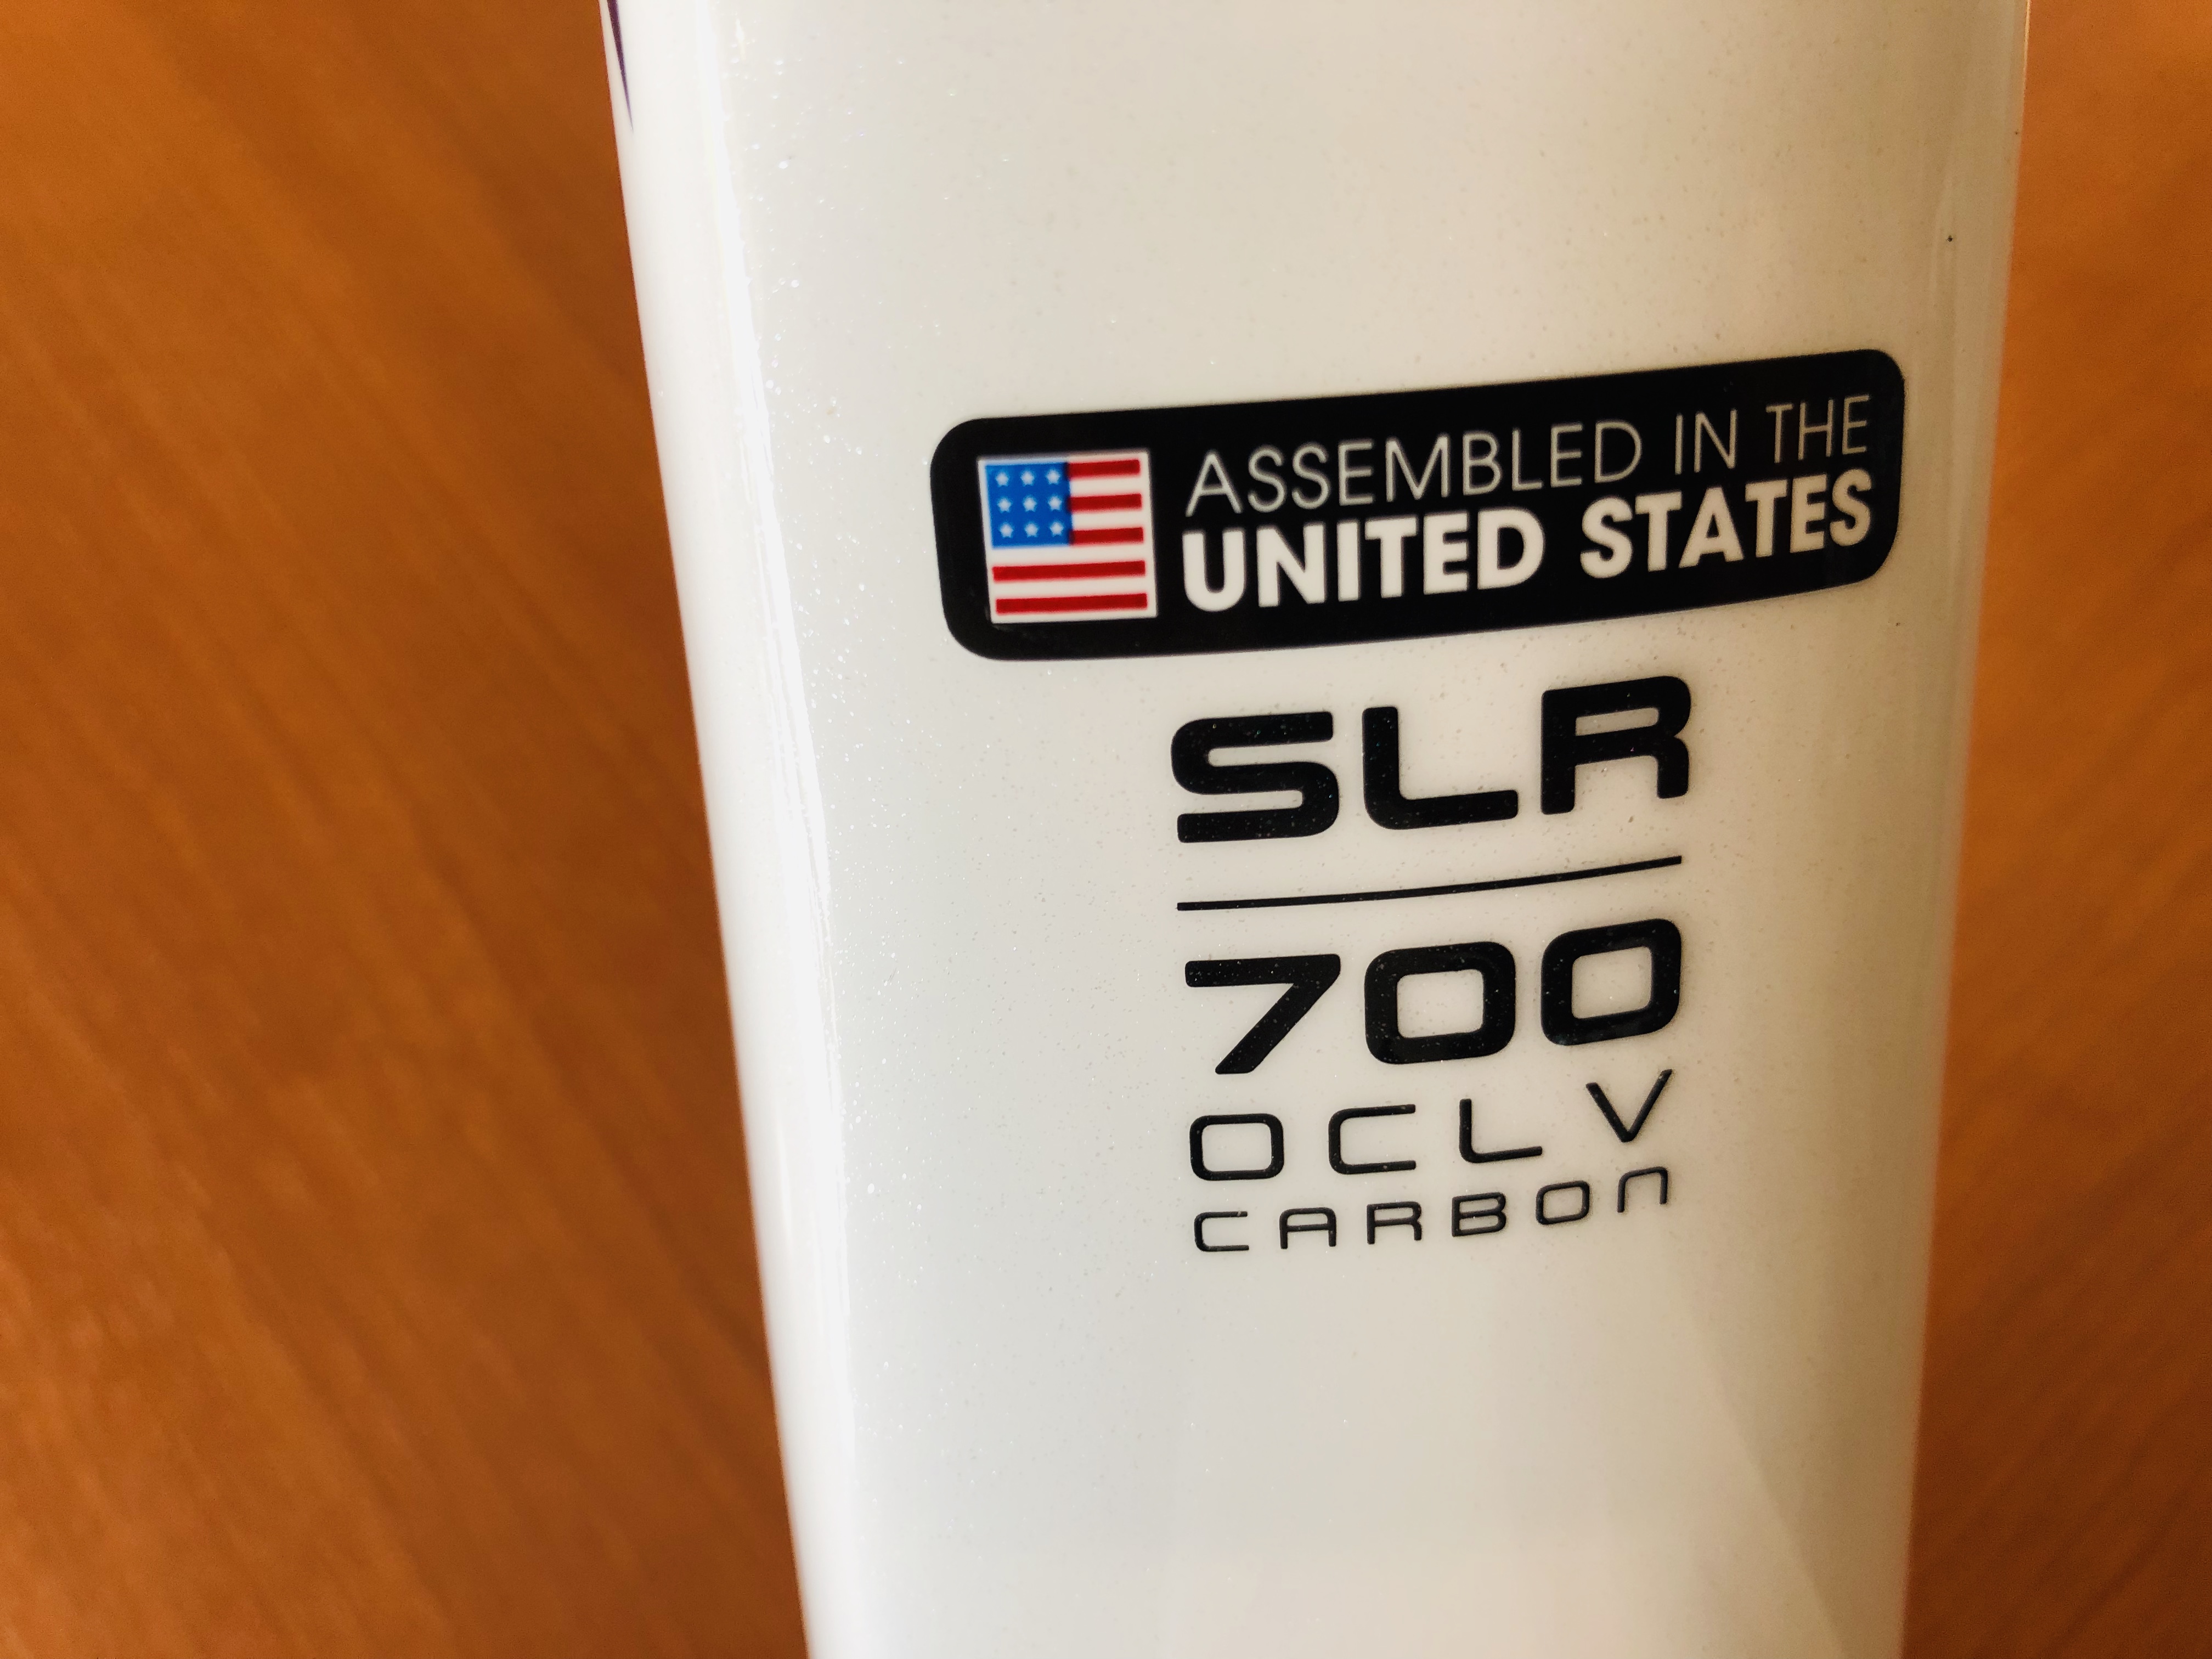 ASSEMBLED IN THE
UNITED STATES
SLR
700
OCLV
CARBON